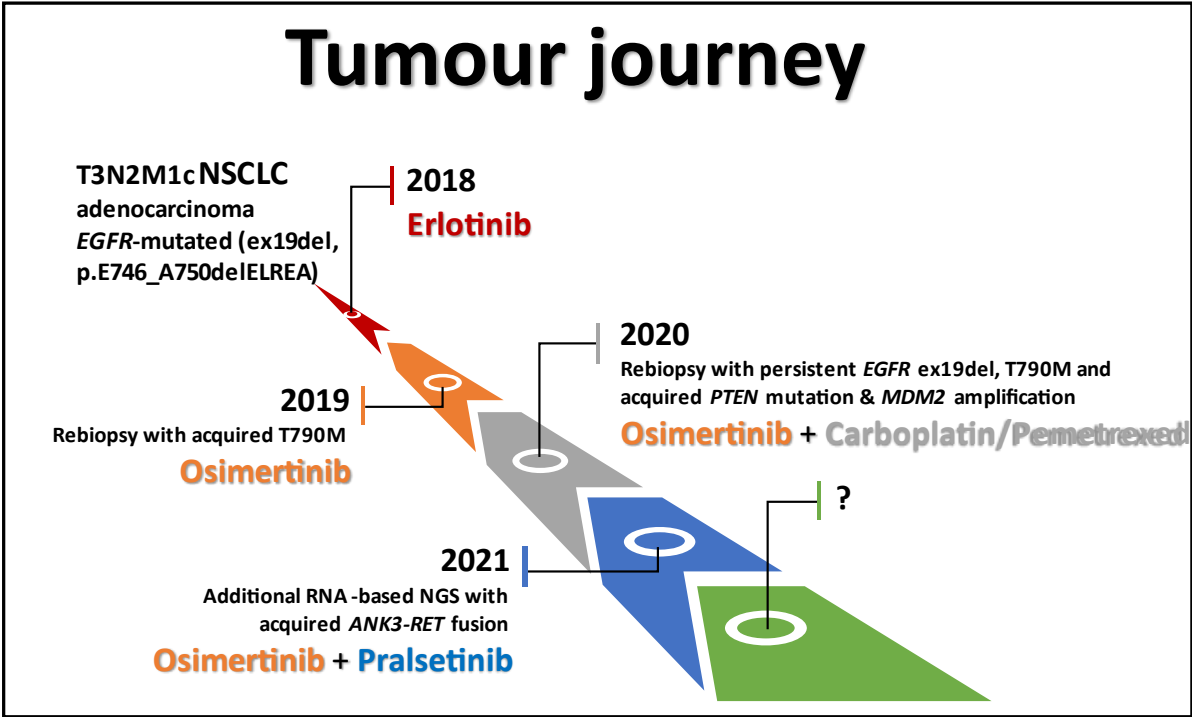 Tumour journey
T3N2M1c NSCLC
adenocarcinoma
EGFR-mutated (ex19del,
p.E746_A750delELREA)
2018
Erlotinib
2019
Rebiopsy with acquired T790M
Osimertinib
2020
Rebiopsy with persistent EGFR ex19del, T790M and
acquired PTEN mutation & MDM2 amplification
Osimertinib + Carboplatin/Pemetrexed
2021
Additional RNA-based NGS with
acquired ANK3-RET fusion
Osimertinib + Pralsetinib
?